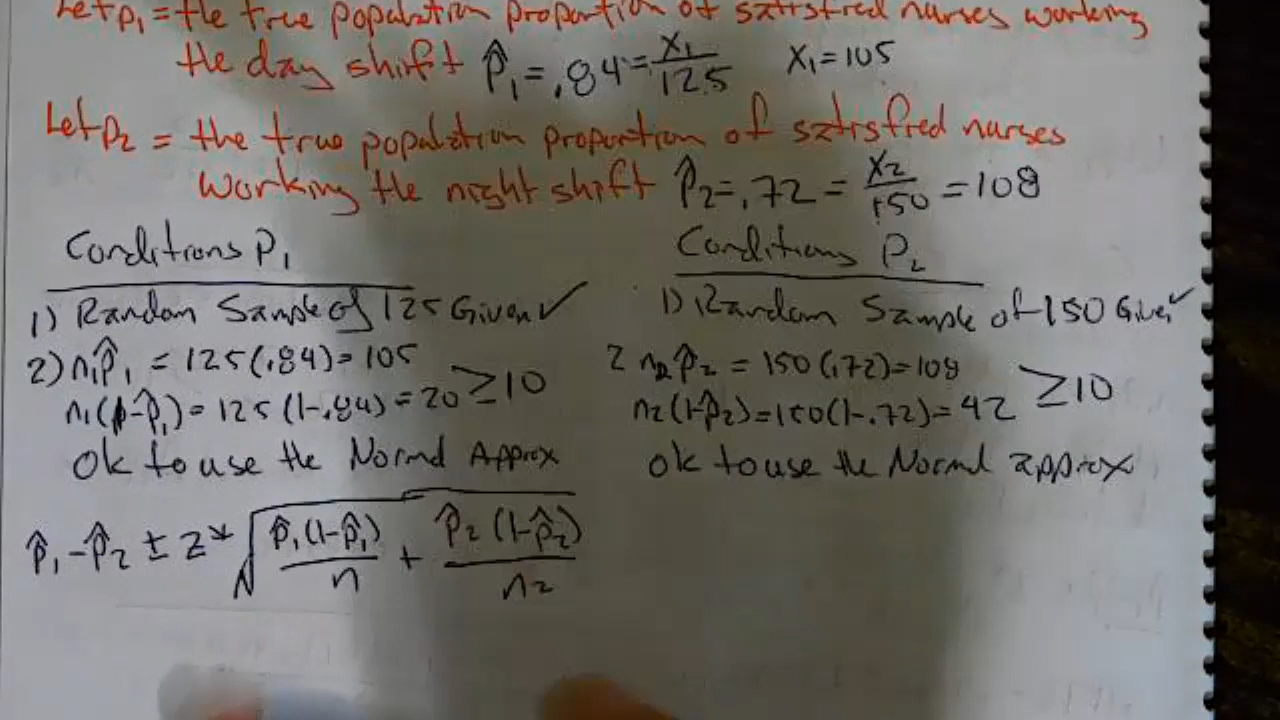 Let p₁ = the true population proportion of satisfied nurses working
the day shift p̂₁ = .84 = x₁/125 x₁ = 105
Let p₂ = the true population proportion of satisfied nurses
working the night shift p̂₂ = .72 = x₂/150 = 108
Conditions P₁
1) Random Sample of 125 Given ✓
2) n₁p̂₁ = 125(.84) = 105
n₁(1-p̂₁) = 125(1-.84) = 20 ≥10
Ok to use the Normal Approx
Conditions P₂
1) Random Sample of 150 Given ✓
2 n₂p̂₂ = 150(.72) = 108
n₂(1-p̂₂) = 150(1-.72) = 42 ≥10
Ok to use the Normal approx
p̂₁ - p̂₂ ± z* √(p̂₁(1-p̂₁)/n + p̂₂(1-p̂₂)/n₂)